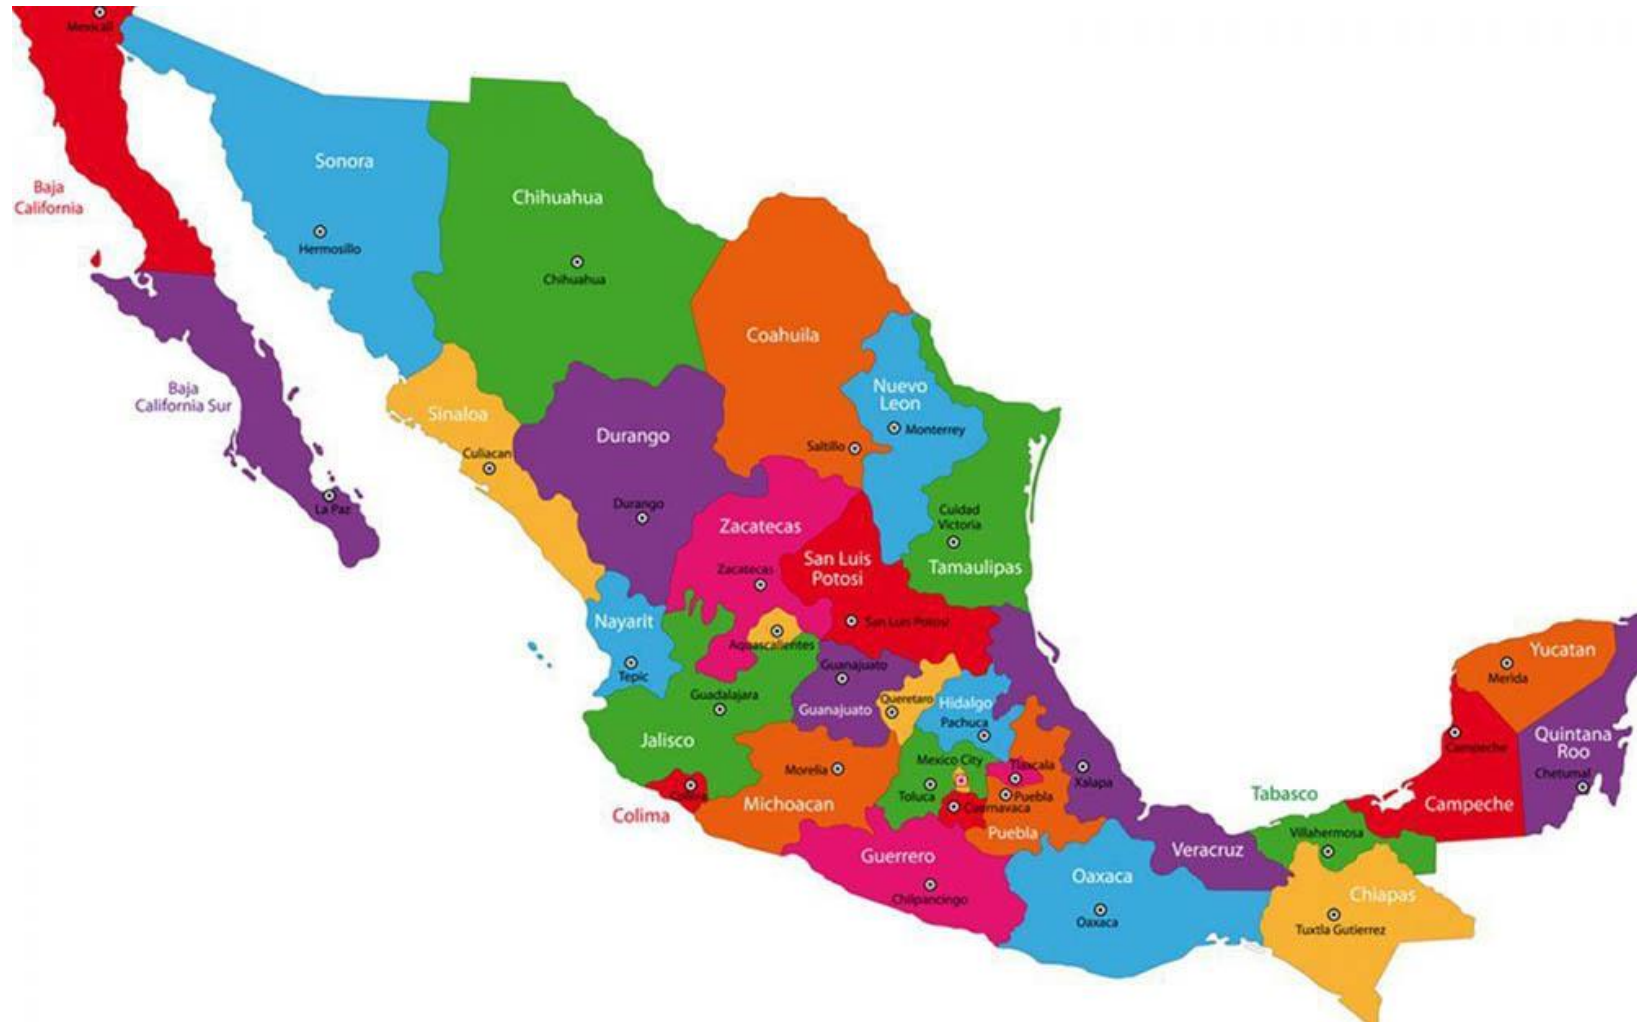 Mexicali
Sonora
Baja
California
Hermosillo
Chihuahua
Chihuahua
Coahuila
Baja
California Sur
La Paz
Sinaloa
Culiacan
Durango
Durango
Nuevo
Leon
Monterrey
Saltillo
Zacatecas
Zacatecas
San Luis
Potosi
San Luis Potosi
Cuidad
Victoria
Tamaulipas
Nayarit
Tepic
Aguascalientes
Guanajuato
Guanajuato
Guadalajara
Jalisco
Queretaro
Hidalgo
Pachuca
Colima
Colima
Morelia
Michoacan
Mexico City
Toluca
Tlaxcala
Cuernavaca
Puebla
Puebla
Xalapa
Guerrero
Chilpancingo
Oaxaca
Oaxaca
Veracruz
Tabasco
Villahermosa
Chiapas
Tuxtla Gutierrez
Campeche
Campeche
Yucatan
Merida
Quintana
Roo
Chetumal